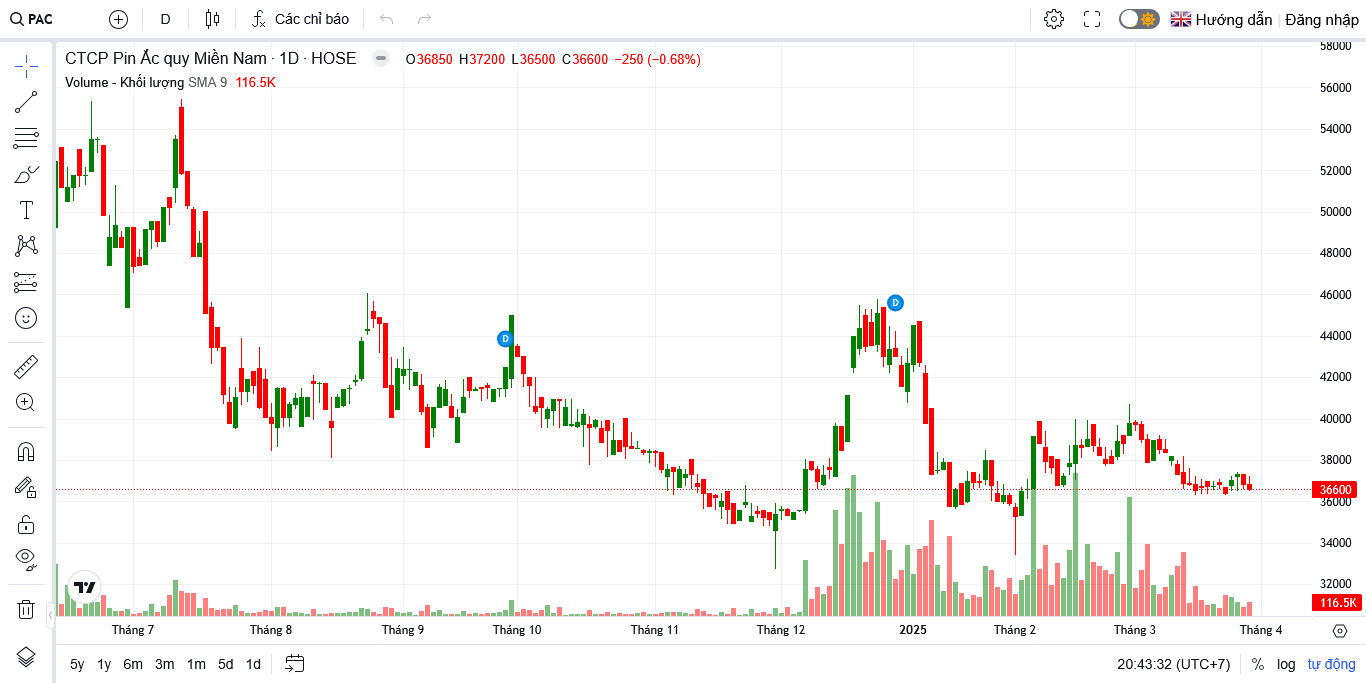 PAC D Các chỉ báo Hướng dẫn Đăng nhập
CTCP Pin Ắc quy Miền Nam · 1D · HOSE O36850 H37200 L36500 C36600 −250 (−0.68%)
Volume - Khối lượng SMA 9 116.5K
58000
56000
54000
52000
50000
48000
46000
44000
42000
40000
38000
36600
36000
34000
32000
116.5K
D
D
Tháng 7 Tháng 8 Tháng 9 Tháng 10 Tháng 11 Tháng 12 2025 Tháng 2 Tháng 3 Tháng 4
5y 1y 6m 3m 1m 5d 1d 20:43:32 (UTC+7) % log tự động